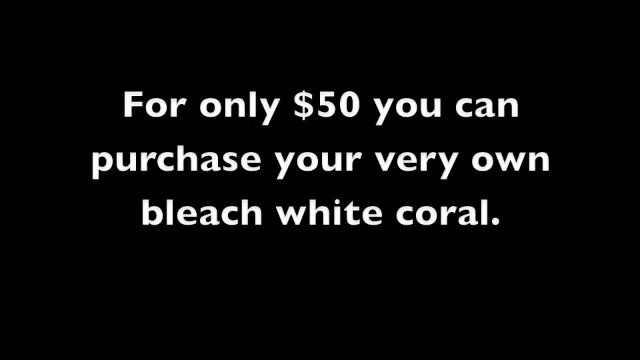 For only $50 you can
purchase your very own
bleach white coral.